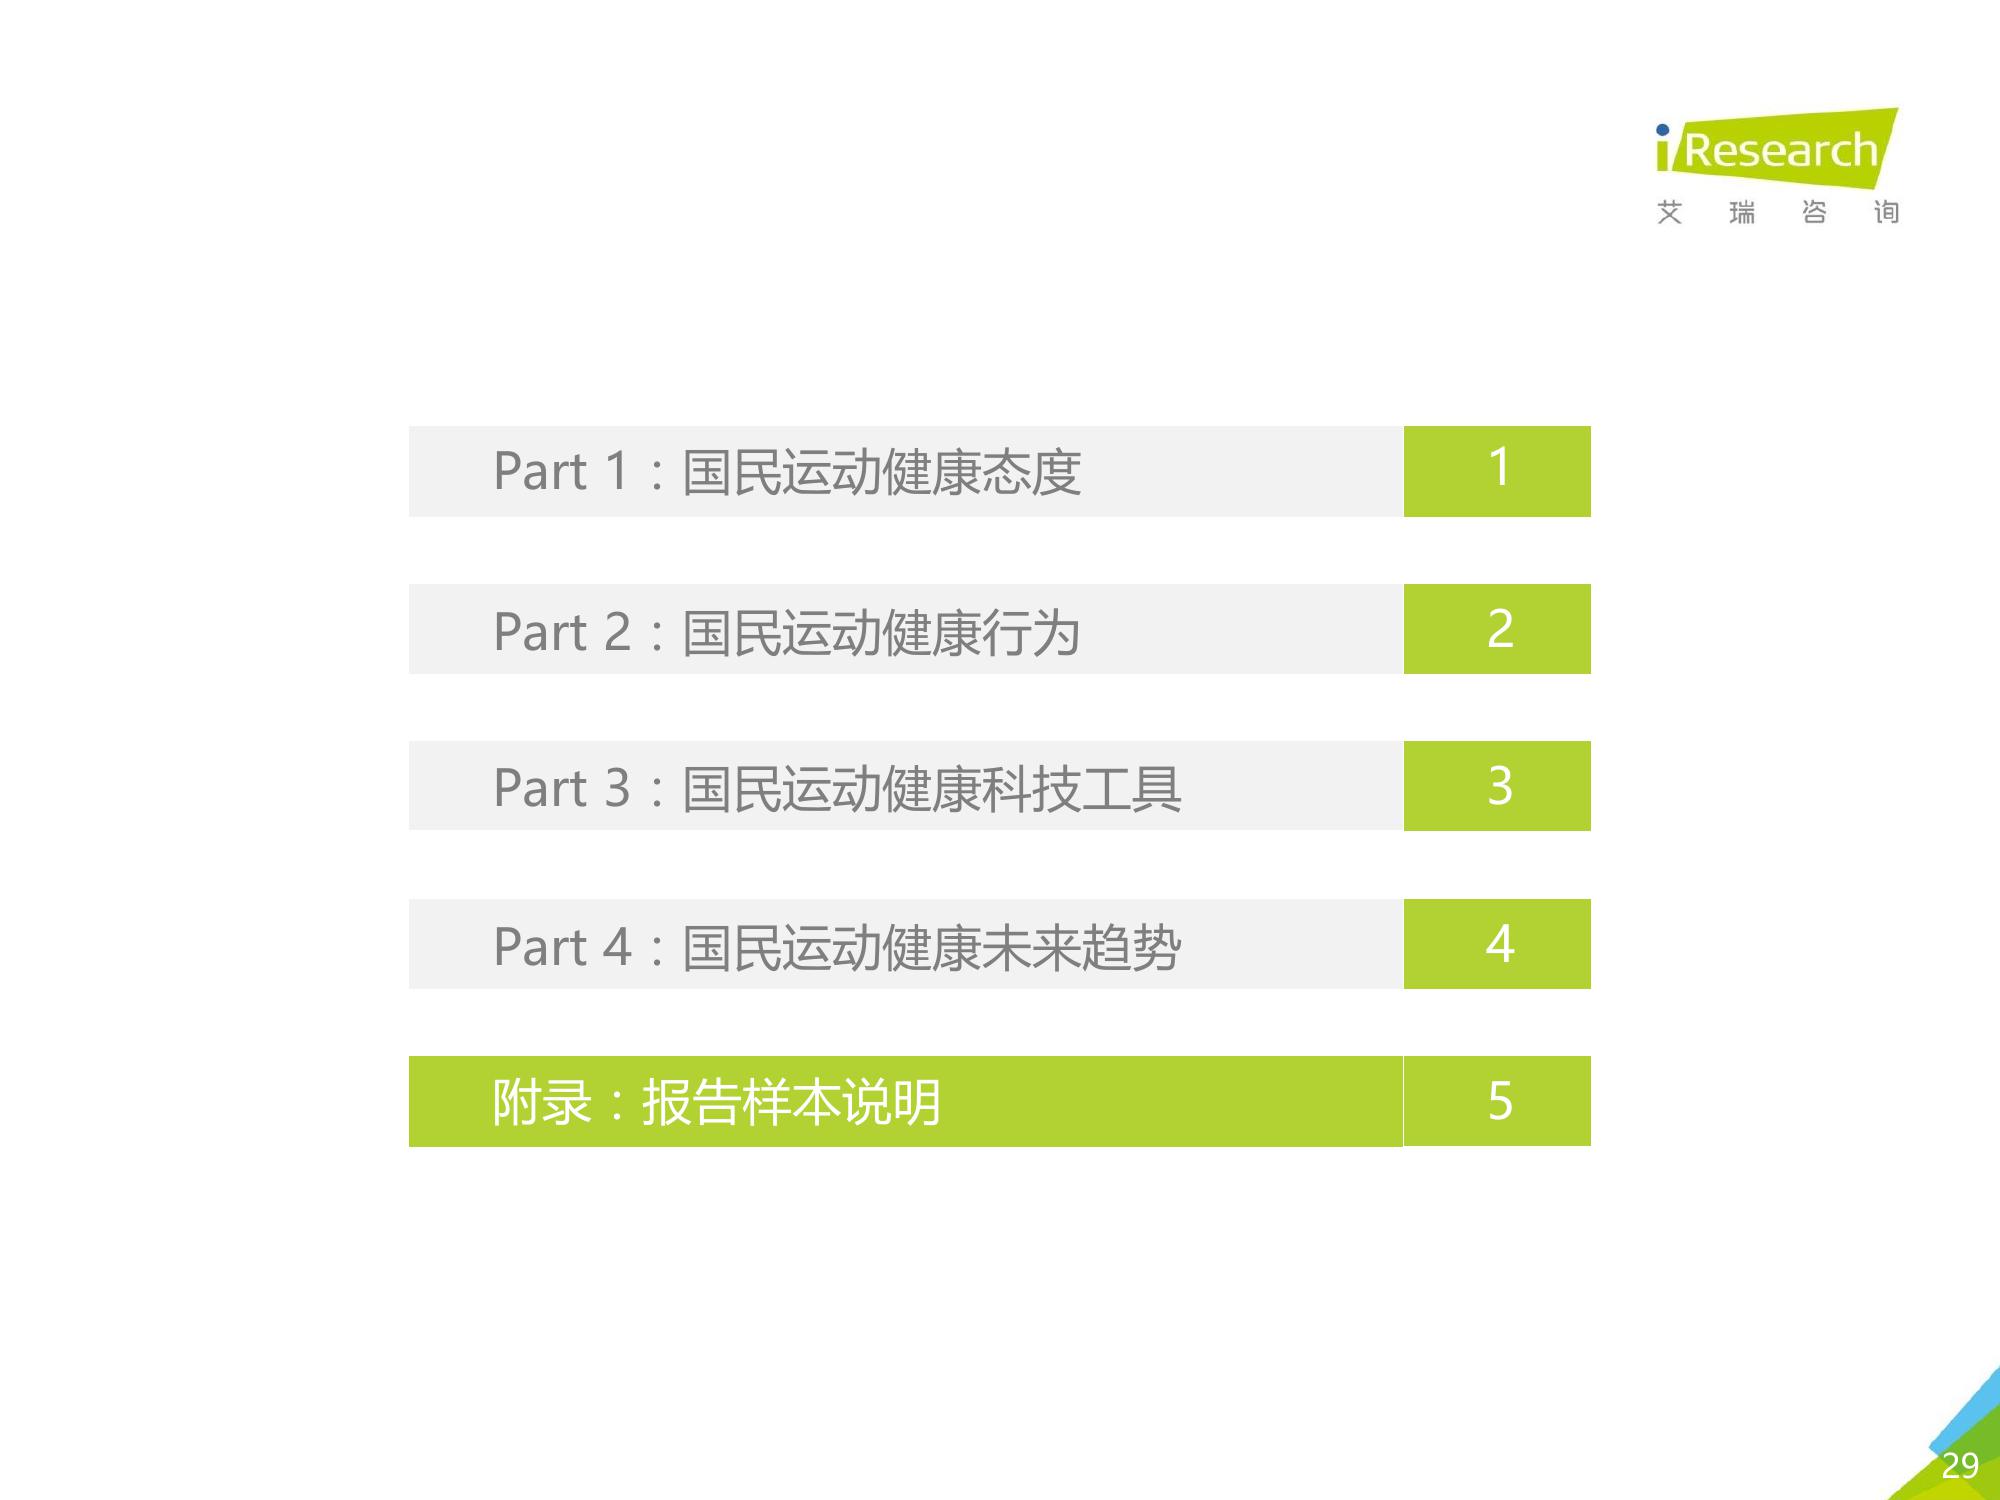 iResearch
艾瑞咨询
Part 1：国民运动健康态度 1
Part 2：国民运动健康行为 2
Part 3：国民运动健康科技工具 3
Part 4：国民运动健康未来趋势 4
附录：报告样本说明 5
29